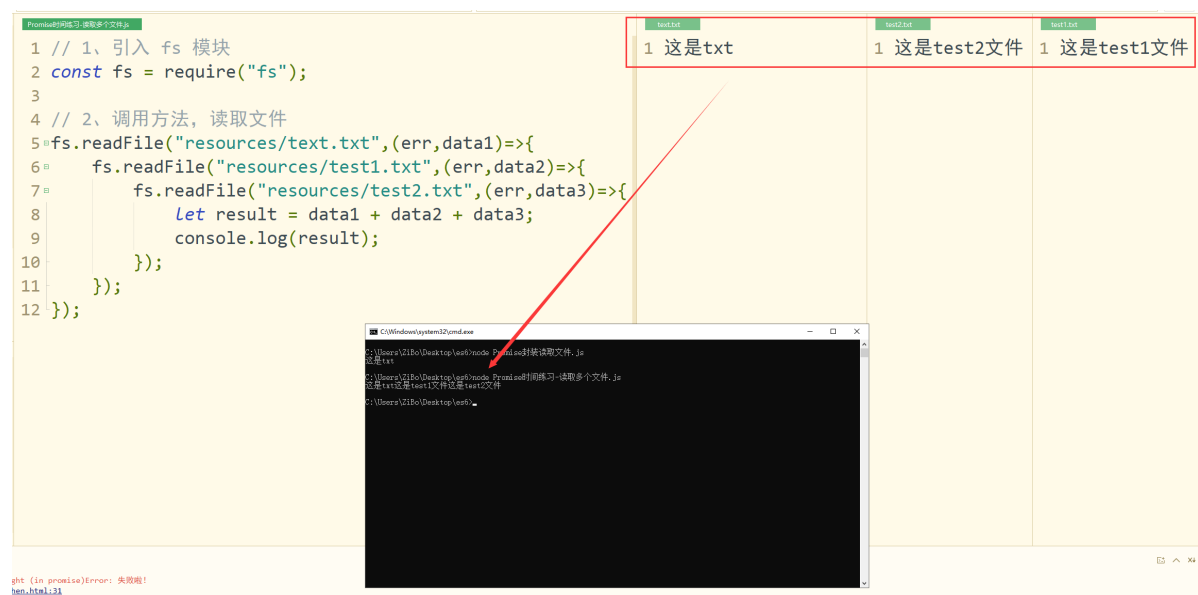 Promise时间练习-读取多个文件.js
1 // 1、引入 fs 模块
2 const fs = require("fs");
3
4 // 2、调用方法，读取文件
5 fs.readFile("resources/text.txt",(err,data1)=>{
6 fs.readFile("resources/test1.txt",(err,data2)=>{
7 fs.readFile("resources/test2.txt",(err,data3)=>{
8 let result = data1 + data2 + data3;
9 console.log(result);
10 });
11 });
12 });
text.txt
1 这是txt
test2.txt
1 这是test2文件
test1.txt
1 这是test1文件
C:\Windows\system32\cmd.exe
C:\Users\ZiBo\Desktop\es6>node Promise封装读取文件.js
这是txt
C:\Users\ZiBo\Desktop\es6>node Promise时间练习-读取多个文件.js
这是txt这是test1文件这是test2文件
C:\Users\ZiBo\Desktop\es6>
ght (in promise)Error: 失败啦!
hen.html:31